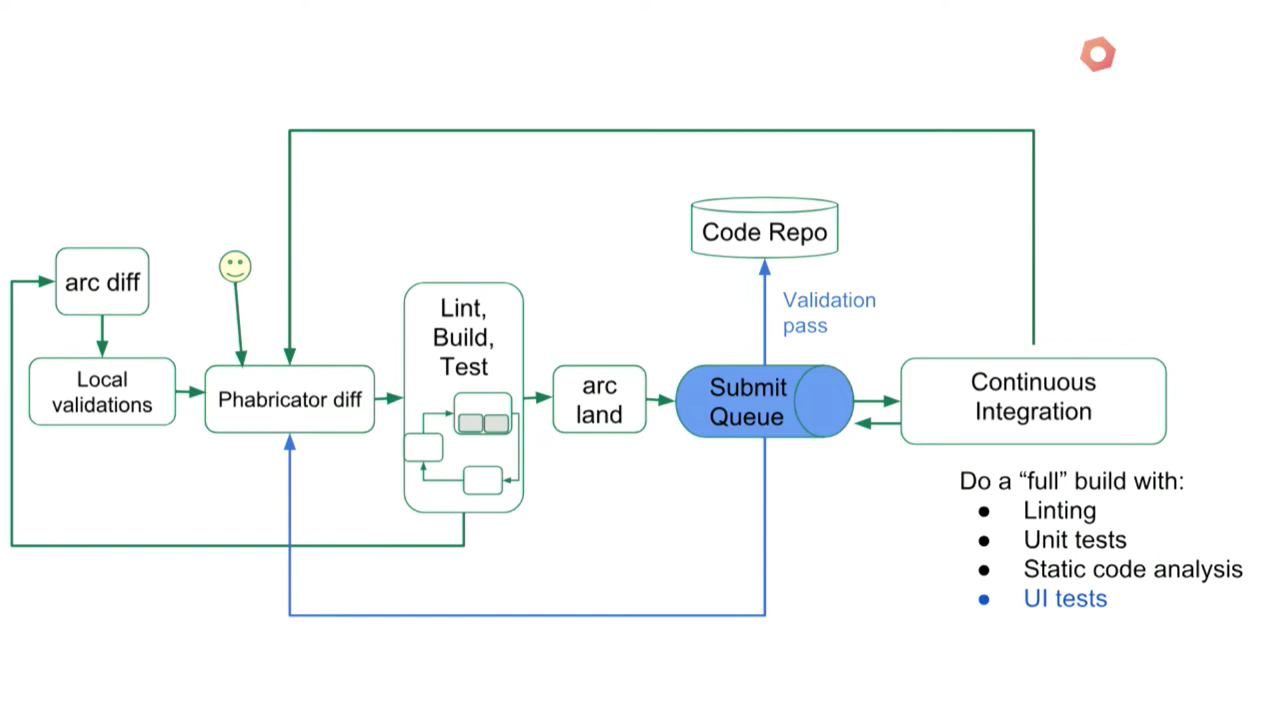 arc diff
Local
validations
Phabricator diff
Lint,
Build,
Test
arc
land
Code Repo
Validation
pass
Submit
Queue
Continuous
Integration
Do a “full” build with:
● Linting
● Unit tests
● Static code analysis
● UI tests